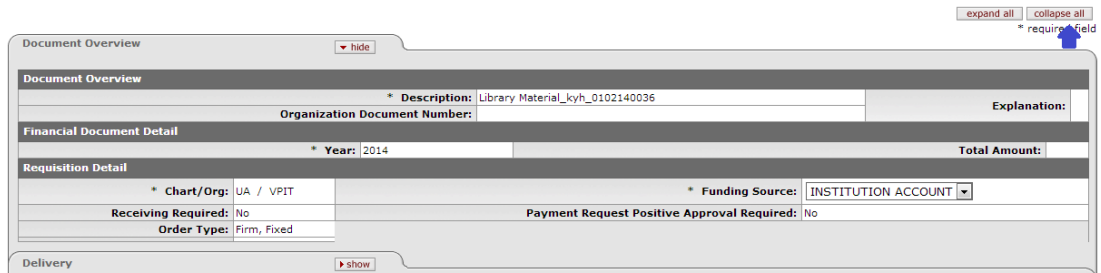 expand all collapse all
* required field
Document Overview hide
Document Overview
* Description: Library Material_kyh_0102140036 Explanation:
Organization Document Number:
Financial Document Detail
* Year: 2014 Total Amount:
Requisition Detail
* Chart/Org: UA / VPIT * Funding Source: INSTITUTION ACCOUNT
Receiving Required: No Payment Request Positive Approval Required: No
Order Type: Firm, Fixed
Delivery show